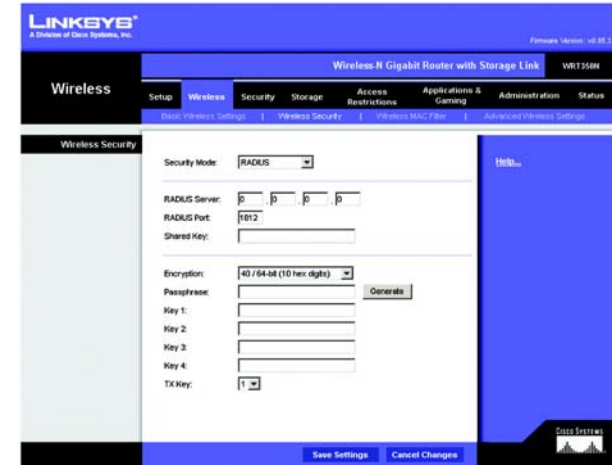 LINKSYS®
A Division of Cisco Systems, Inc.
Firmware Version: v0.85.3
Wireless-N Gigabit Router with Storage Link WRT350N
Wireless
Setup Wireless Security Storage Access Restrictions Applications & Gaming Administration Status
Basic Wireless Settings | Wireless Security | Wireless MAC Filter | Advanced Wireless Settings
Wireless Security
Security Mode: RADIUS
Help...
RADIUS Server: 0 . 0 . 0 . 0
RADIUS Port: 1812
Shared Key:
Encryption: 40 / 64-bit (10 hex digits)
Passphrase: Generate
Key 1:
Key 2:
Key 3:
Key 4:
TX Key: 1
Save Settings Cancel Changes
CISCO SYSTEMS